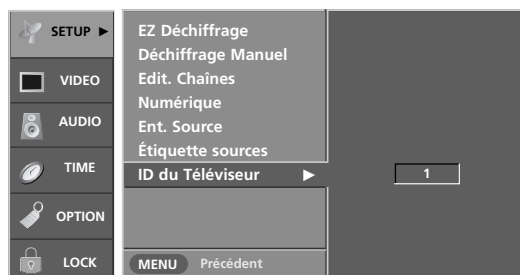 SETUP ►
VIDEO
AUDIO
TIME
OPTION
LOCK
EZ Déchiffrage
Déchiffrage Manuel
Edit. Chaînes
Numérique
Ent. Source
Étiquette sources
ID du Téléviseur ► 1
MENU Précédent